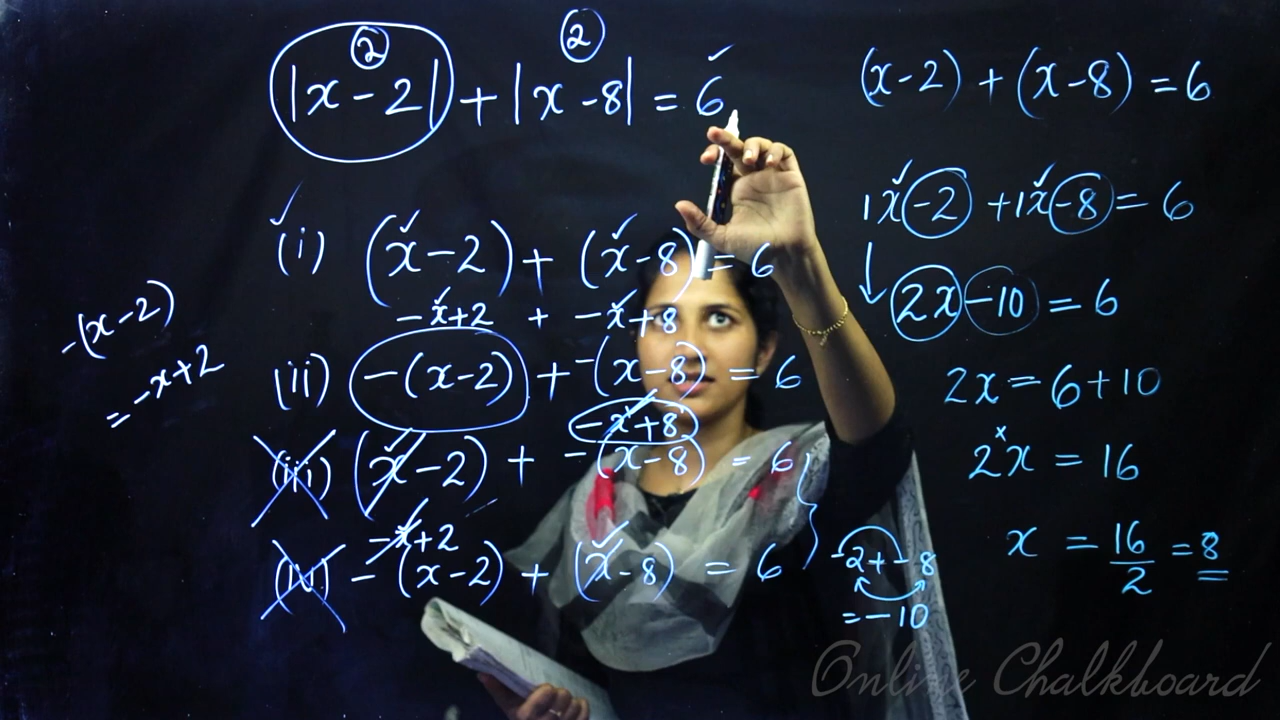 ② ②
|x-2| + |x-8| = 6
(i) (x-2) + (x-8) = 6
-x+2 + -x+8
(ii) -(x-2) + -(x-8) = 6
-x+8
(iii) (x-2) + -(x-8) = 6
-x+2
(iv) -(x-2) + (x-8) = 6
-(x-2)
= -x+2
(x-2) + (x-8) = 6
1x-2 +1x-8 = 6
2x-10 = 6
2x = 6+10
2x = 16
x = 16/2 = 8
-2+-8
= -10
Online Chalkboard